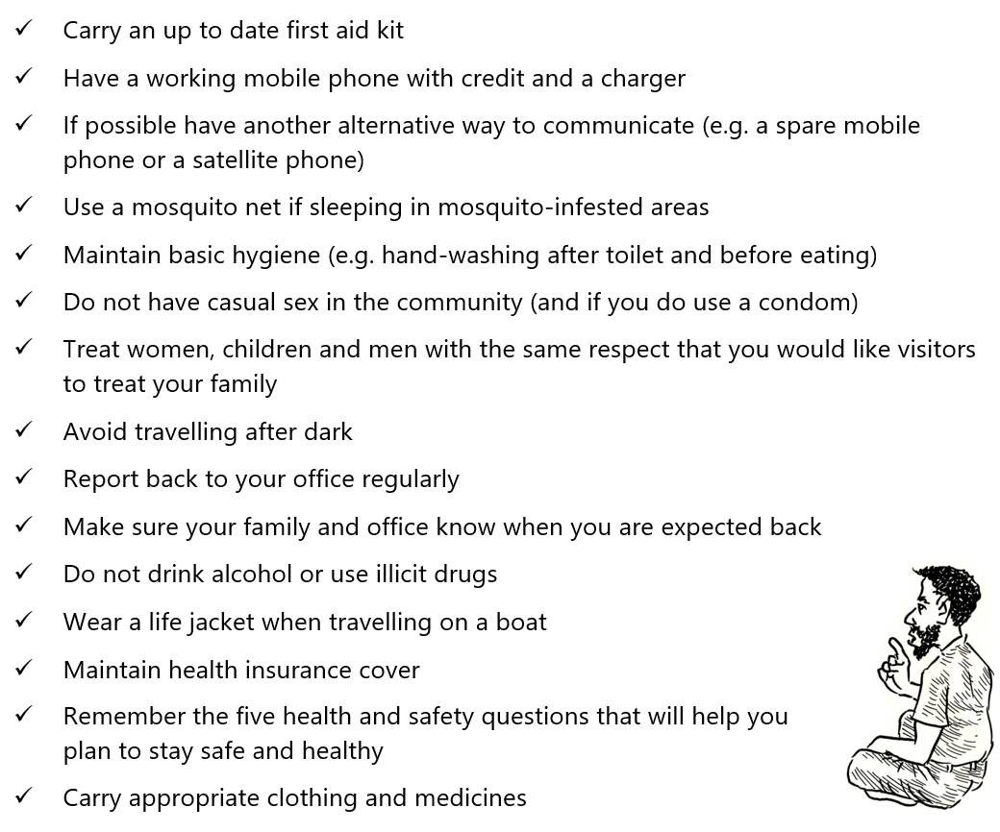 ✓ Carry an up to date first aid kit
✓ Have a working mobile phone with credit and a charger
✓ If possible have another alternative way to communicate (e.g. a spare mobile
phone or a satellite phone)
✓ Use a mosquito net if sleeping in mosquito-infested areas
✓ Maintain basic hygiene (e.g. hand-washing after toilet and before eating)
✓ Do not have casual sex in the community (and if you do use a condom)
✓ Treat women, children and men with the same respect that you would like visitors
to treat your family
✓ Avoid travelling after dark
✓ Report back to your office regularly
✓ Make sure your family and office know when you are expected back
✓ Do not drink alcohol or use illicit drugs
✓ Wear a life jacket when travelling on a boat
✓ Maintain health insurance cover
✓ Remember the five health and safety questions that will help you
plan to stay safe and healthy
✓ Carry appropriate clothing and medicines